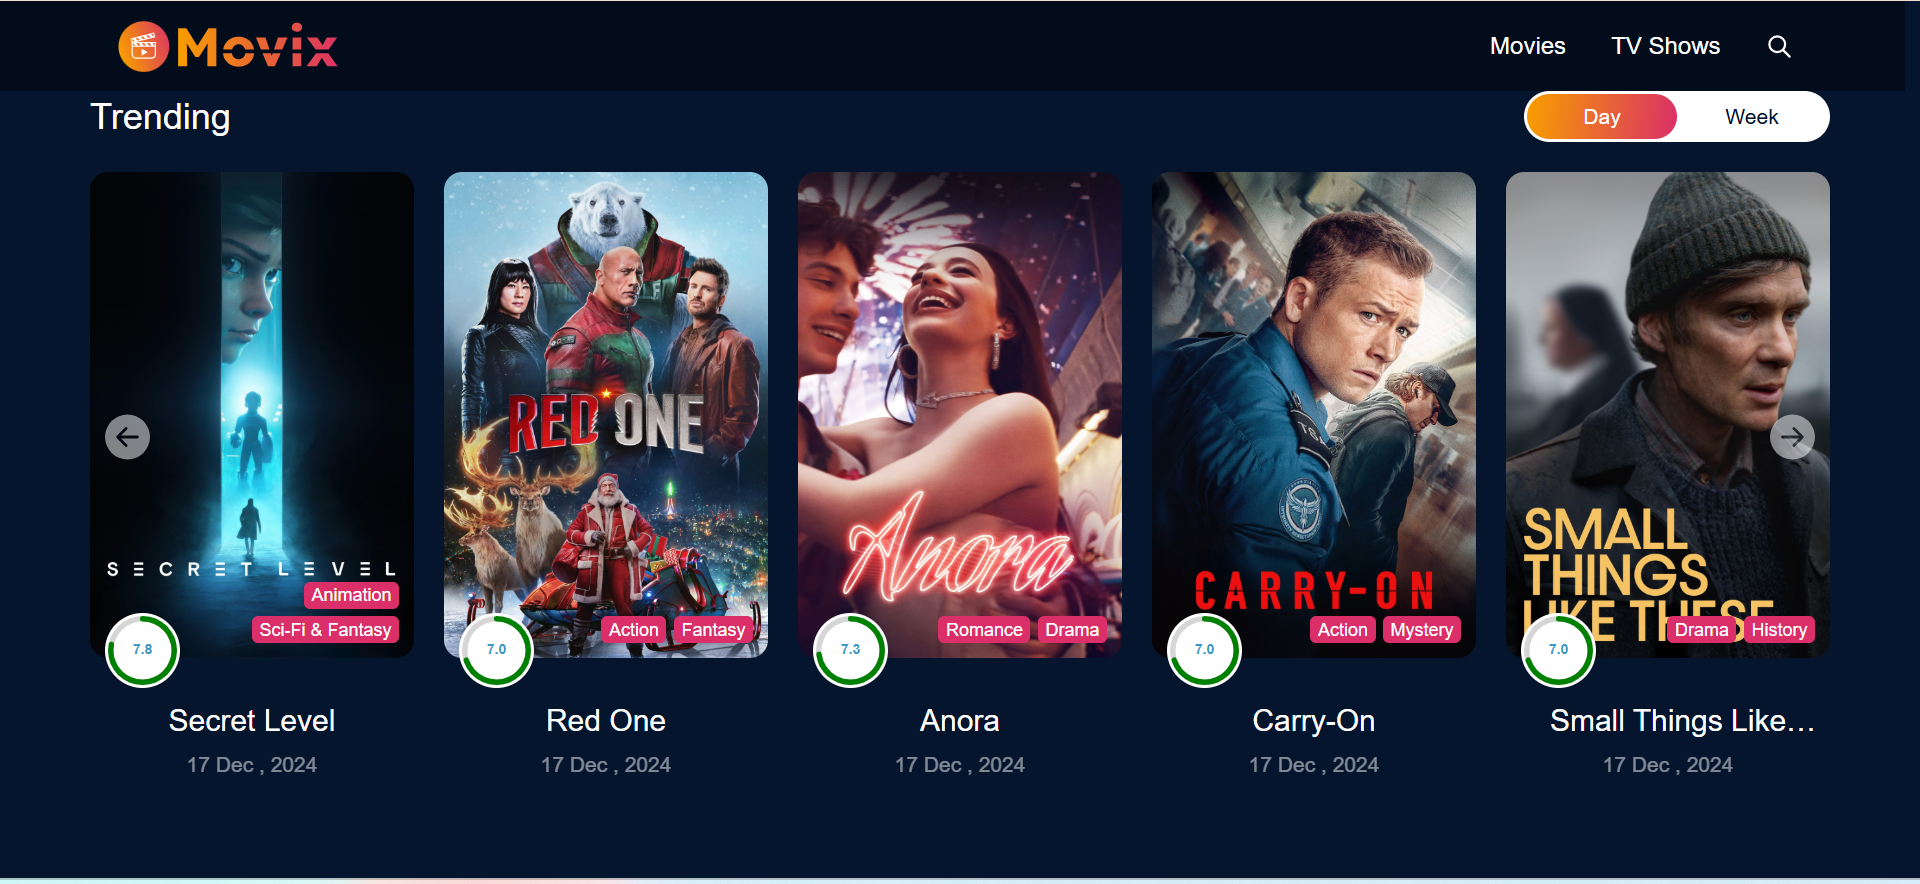 Movix
Movies
TV Shows
Trending
Day
Week
SECRET LEVEL
Animation
Sci-Fi & Fantasy
7.8
Secret Level
17 Dec , 2024
RED ONE
Action
Fantasy
7.0
Red One
17 Dec , 2024
Anora
Romance
Drama
7.3
Anora
17 Dec , 2024
CARRY-ON
Action
Mystery
7.0
Carry-On
17 Dec , 2024
SMALL
THINGS
LIKE THESE
Drama
History
7.0
Small Things Like...
17 Dec , 2024